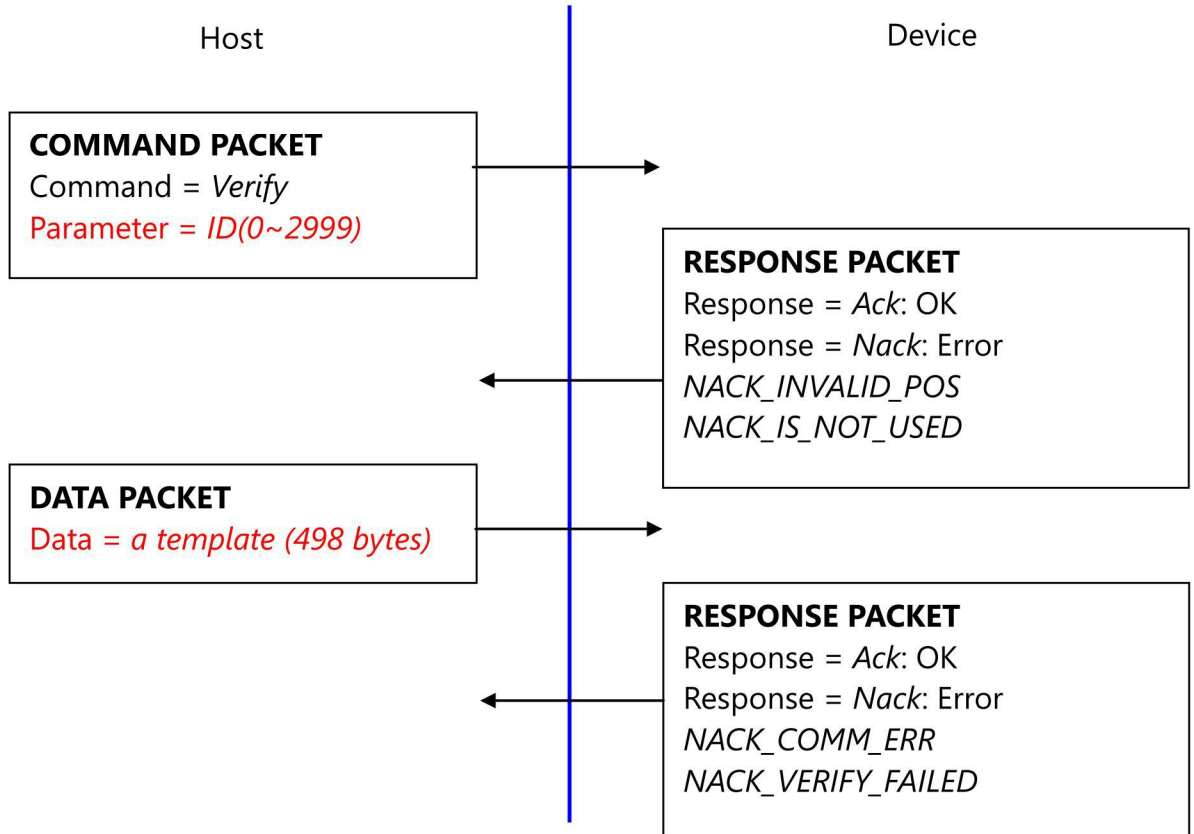 Host
Device
COMMAND PACKET
Command = Verify
Parameter = ID(0~2999)
RESPONSE PACKET
Response = Ack: OK
Response = Nack: Error
NACK_INVALID_POS
NACK_IS_NOT_USED
DATA PACKET
Data = a template (498 bytes)
RESPONSE PACKET
Response = Ack: OK
Response = Nack: Error
NACK_COMM_ERR
NACK_VERIFY_FAILED